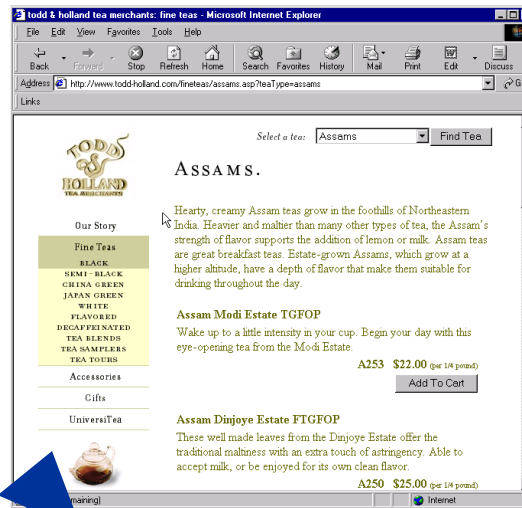 todd & holland tea merchants: fine teas - Microsoft Internet Explorer
File Edit View Favorites Tools Help
Back Forward Stop Refresh Home Search Favorites History Mail Print Edit Discuss
Address http://www.todd-holland.com/fineteas/assams.asp?teaType=assams
Links
Select a tea: Assams Find Tea
TODD
&
HOLLAND
TEA MERCHANTS
ASSAMS.
Hearty, creamy Assam teas grow in the foothills of Northeastern
India. Heavier and maltier than many other types of tea, the Assam's
strength of flavor supports the addition of lemon or milk. Assam teas
are great breakfast teas. Estate-grown Assams, which grow at a
higher altitude, have a depth of flavor that make them suitable for
drinking throughout the day.
Our Story
Fine Teas
BLACK
SEMI-BLACK
CHINA GREEN
JAPAN GREEN
WHITE
FLAVORED
DECAFFEINATED
TEA BLENDS
TEA SAMPLERS
TEA TOURS
Accessories
Gifts
UniversiTea
Assam Modi Estate TGFOP
Wake up to a little intensity in your cup. Begin your day with this
eye-opening tea from the Modi Estate.
A253 $22.00 (per 1/4 pound)
Add To Cart
Assam Dinjoye Estate FTGFOP
These well made leaves from the Dinjoye Estate offer the
traditional maltiness with an extra touch of astringency. Able to
accept milk, or be enjoyed for its own clean flavor.
A250 $25.00 (per 1/4 pound)
maining) Internet